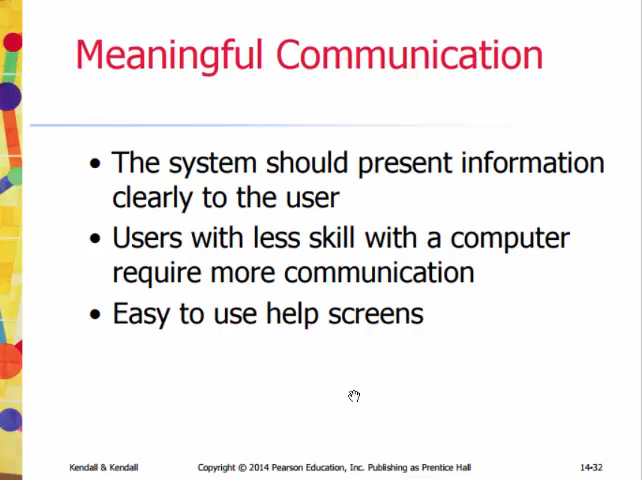 Meaningful Communication
• The system should present information
clearly to the user
• Users with less skill with a computer
require more communication
• Easy to use help screens
Kendall & Kendall Copyright © 2014 Pearson Education, Inc. Publishing as Prentice Hall 14-32